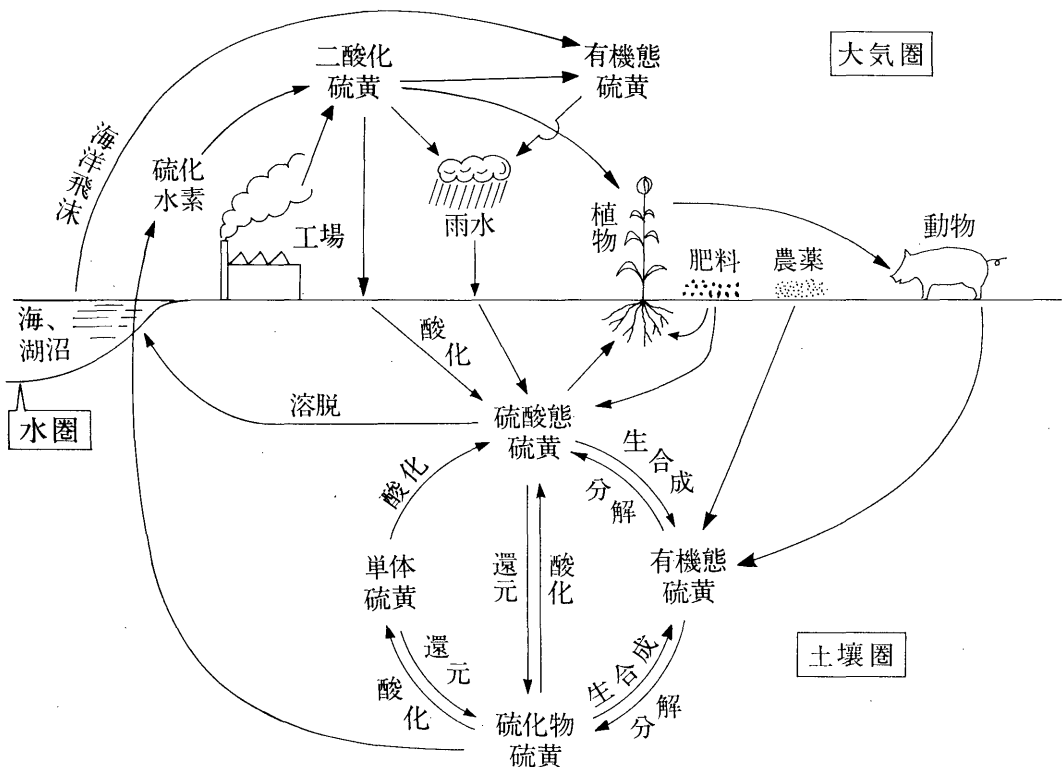 大気圏
二酸化
硫黄
有機態
硫黄
海洋飛沫
硫化
水素
工場
雨水
植物
肥料
農薬
動物
海、
湖沼
水圏
酸化
溶脱
硫酸態
硫黄
生合成
分解
酸化
単体
硫黄
還元
酸化
有機態
硫黄
還元
酸化
生合成
分解
硫化物
硫黄
土壌圏